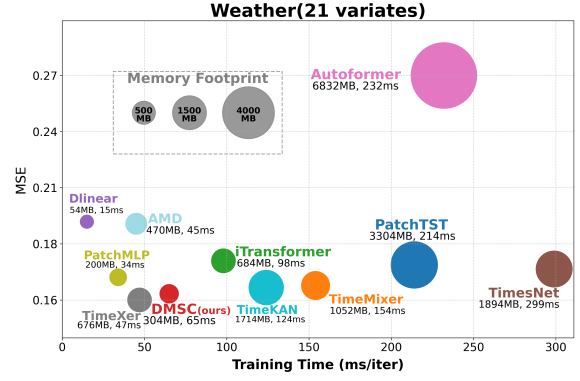 Weather(21 variates)
MSE
0.27
0.24
0.21
0.18
0.16
Memory Footprint
500
MB
1500
MB
4000
MB
Autoformer
6832MB, 232ms
Dlinear
54MB, 15ms
AMD
470MB, 45ms
PatchTST
3304MB, 214ms
PatchMLP
200MB, 34ms
iTransformer
684MB, 98ms
TimeXer
676MB, 47ms
DMSC(ours)
304MB, 65ms
TimeKAN
1714MB, 124ms
TimeMixer
1052MB, 154ms
TimesNet
1894MB, 299ms
0
50
100
150
200
250
300
Training Time (ms/iter)